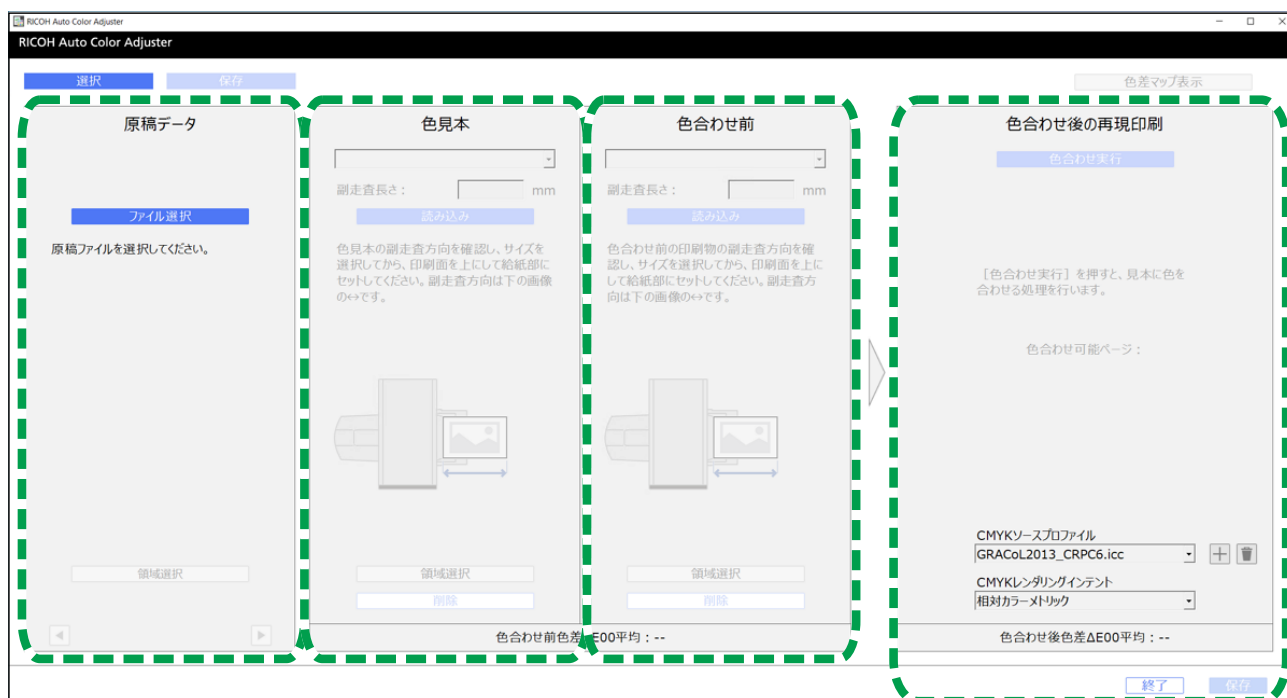 RICOH Auto Color Adjuster
RICOH Auto Color Adjuster
選択
保存
色差マップ表示
原稿データ
ファイル選択
原稿ファイルを選択してください。
領域選択
色見本
副走査長さ: mm
読み込み
色見本の副走査方向を確認し、サイズを
選択してから、印刷面を上にして給紙部に
セットしてください。副走査方向は下の画像
の↔です。
領域選択
削除
色合わせ前
副走査長さ: mm
読み込み
色合わせ前の印刷物の副走査方向を確
認し、サイズを選択してから、印刷面を上に
して給紙部にセットしてください。副走査方
向は下の画像の↔です。
領域選択
削除
色合わせ前色差 E00平均:--
色合わせ後の再現印刷
色合わせ実行
[色合わせ実行] を押すと、見本に色を
合わせる処理を行います。
色合わせ可能ページ:
CMYKソースプロファイル
GRACoL2013_CRPC6.icc
CMYKレンダリングインテント
相対カラーメトリック
色合わせ後色差ΔE00平均:--
終了
保存